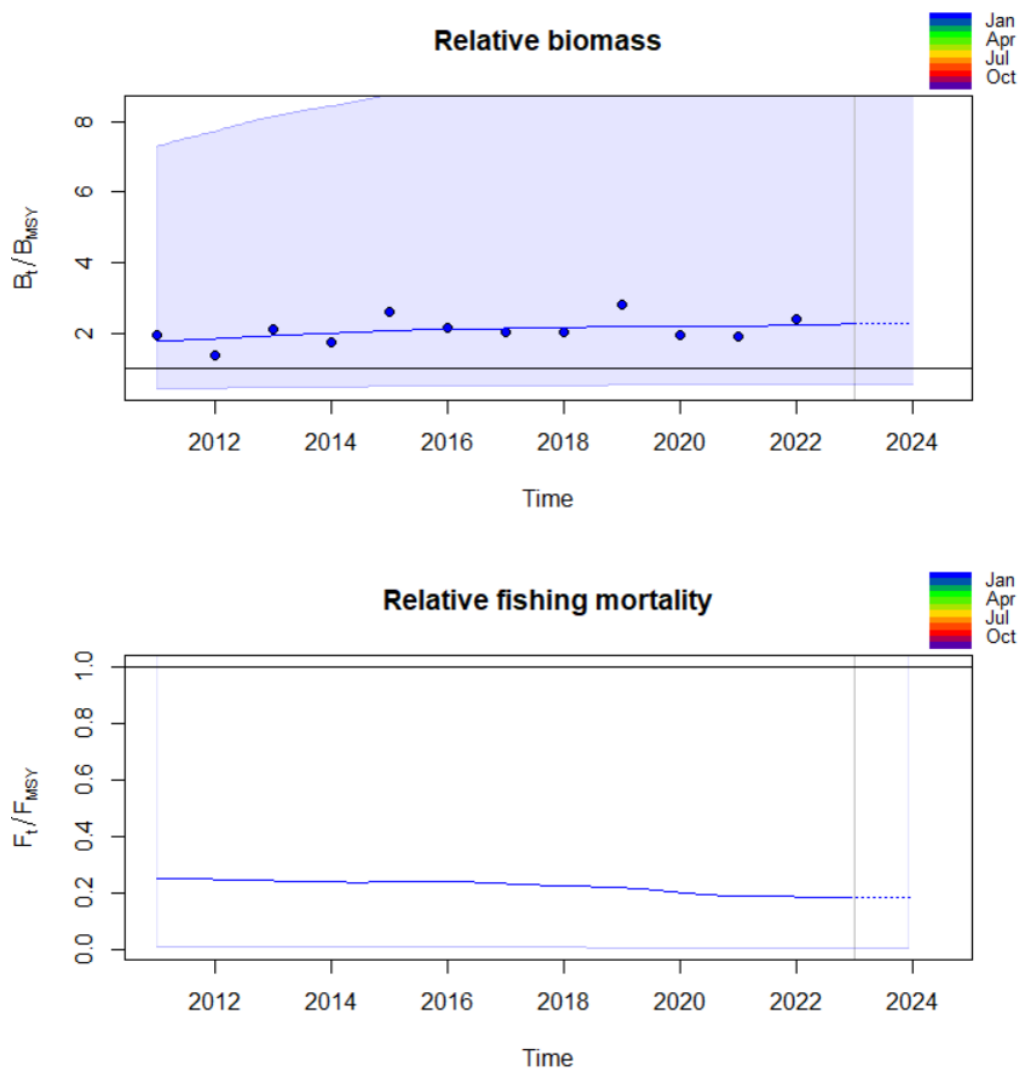 Relative biomass
Jan
Apr
Jul
Oct
8
6
4
2
Bt/BMSY
2012 2014 2016 2018 2020 2022 2024
Time
Relative fishing mortality
Jan
Apr
Jul
Oct
1.0
0.8
0.6
0.4
0.2
0.0
Ft/FMSY
2012 2014 2016 2018 2020 2022 2024
Time